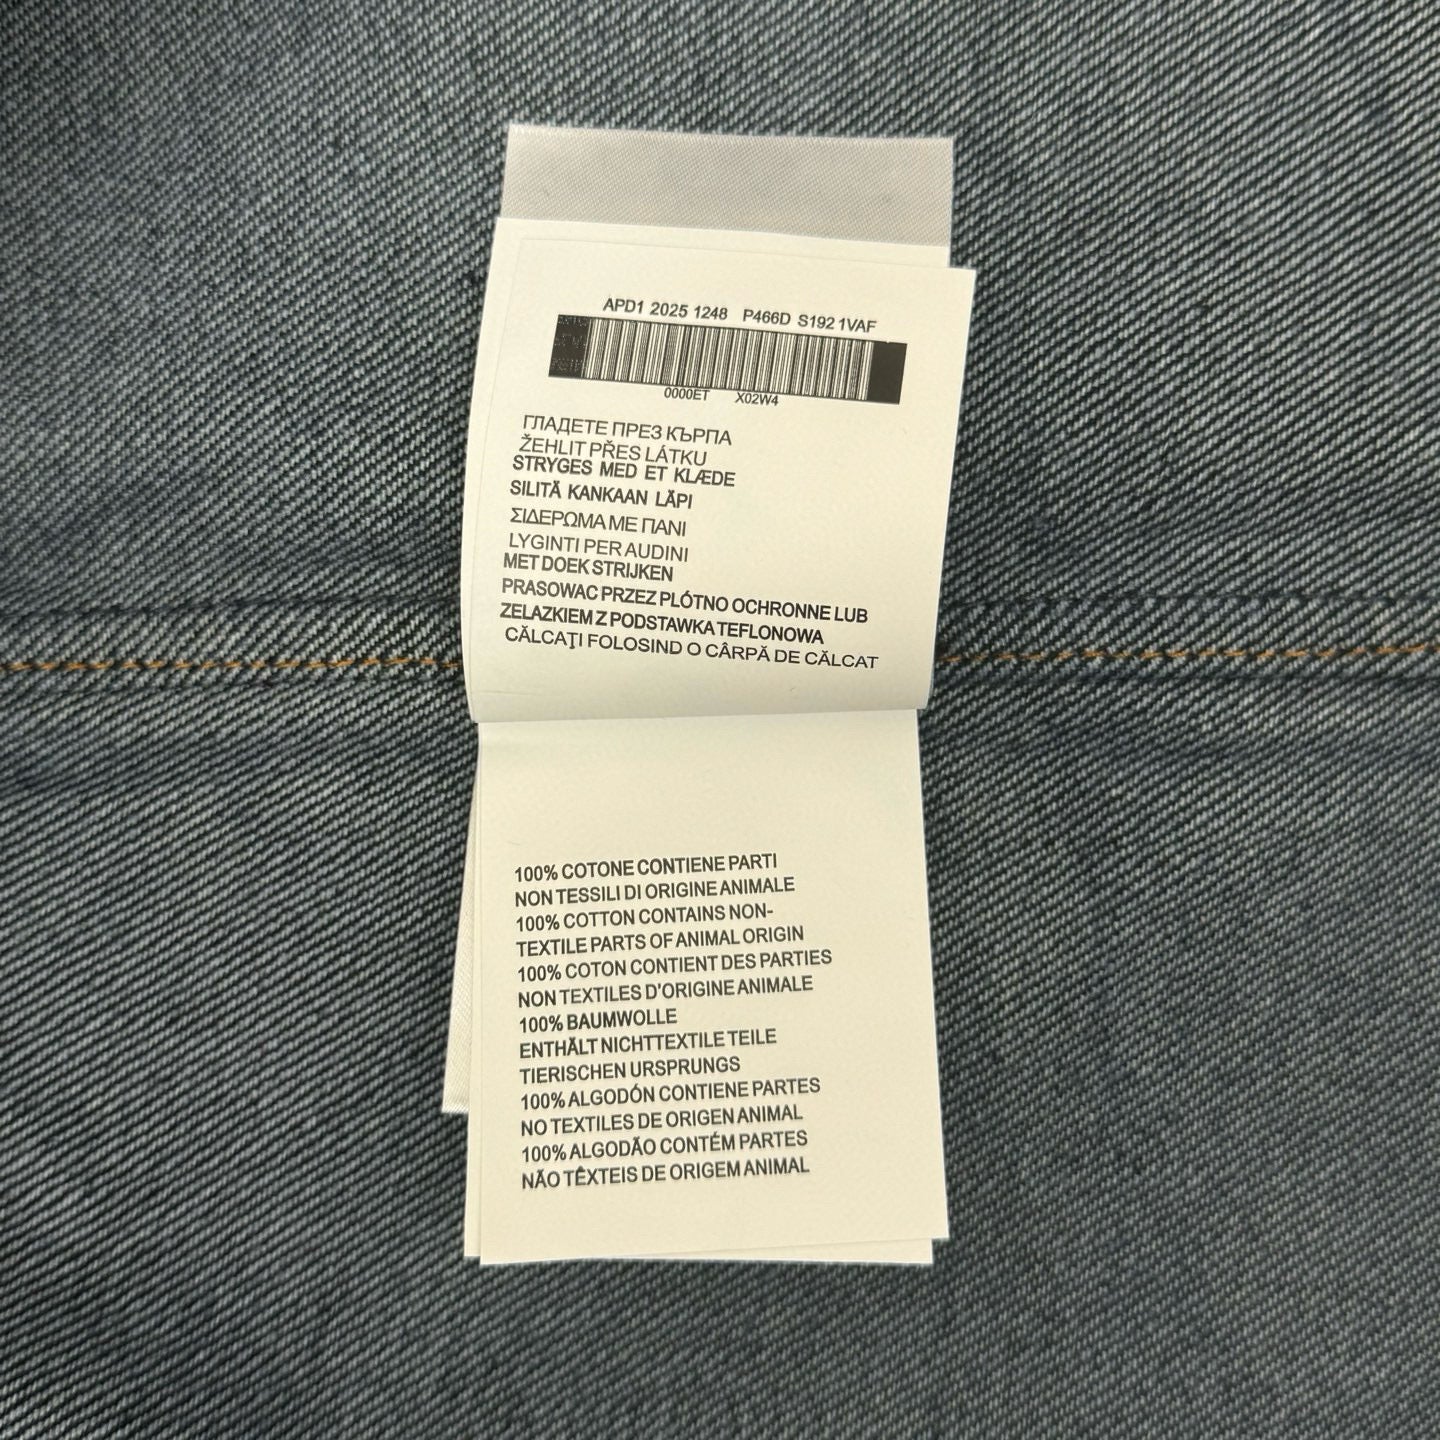 APD1 2025 1248 P466D S192 1VAF
0000ET X02W4
ГЛАДЕТЕ ПРЕЗ КЪРПА
ŽEHLIT PŘES LÁTKU
STRYGES MED ET KLÆDE
SILITÄ KANKAAN LÄPI
ΣΙΔΕΡΩΜΑ ΜΕ ΠΑΝΙ
LYGINTI PER AUDINI
MET DOEK STRIJKEN
PRASOWAC PRZEZ PLÓTNO OCHRONNE LUB
ZELAZKIEM Z PODSTAWKA TEFLONOWA
CĂLCAŢI FOLOSIND O CÂRPĂ DE CĂLCAT
100% COTONE CONTIENE PARTI
NON TESSILI DI ORIGINE ANIMALE
100% COTTON CONTAINS NON-
TEXTILE PARTS OF ANIMAL ORIGIN
100% COTON CONTIENT DES PARTIES
NON TEXTILES D'ORIGINE ANIMALE
100% BAUMWOLLE
ENTHÄLT NICHTTEXTILE TEILE
TIERISCHEN URSPRUNGS
100% ALGODÓN CONTIENE PARTES
NO TEXTILES DE ORIGEN ANIMAL
100% ALGODÃO CONTÉM PARTES
NÃO TÊXTEIS DE ORIGEM ANIMAL